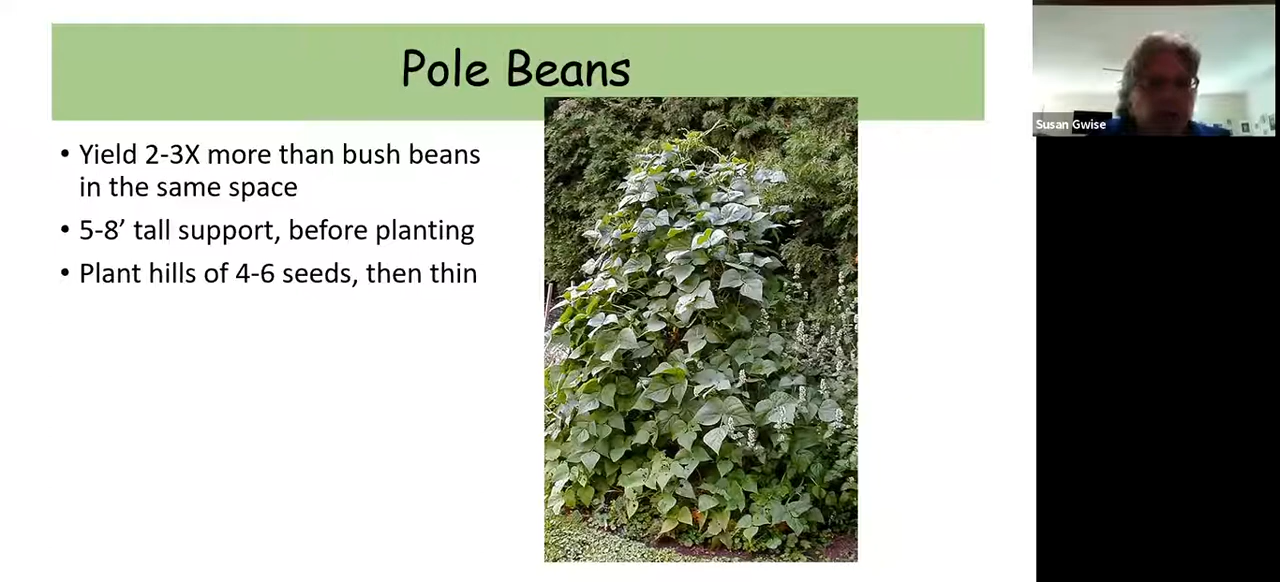 Pole Beans
• Yield 2-3X more than bush beans
in the same space
• 5-8’ tall support, before planting
• Plant hills of 4-6 seeds, then thin
Susan Gwise